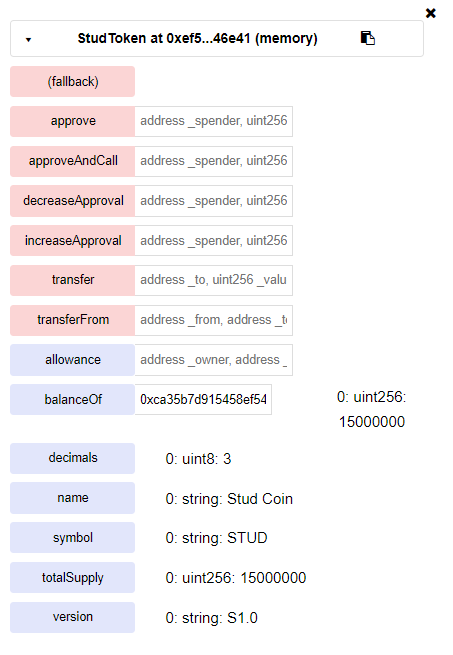 StudToken at 0xef5...46e41 (memory)
(fallback)
approve address _spender, uint256
approveAndCall address _spender, uint256
decreaseApproval address _spender, uint256
increaseApproval address _spender, uint256
transfer address _to, uint256 _valu
transferFrom address _from, address _t
allowance address _owner, address _
balanceOf 0xca35b7d915458ef54 0: uint256:
15000000
decimals 0: uint8: 3
name 0: string: Stud Coin
symbol 0: string: STUD
totalSupply 0: uint256: 15000000
version 0: string: S1.0